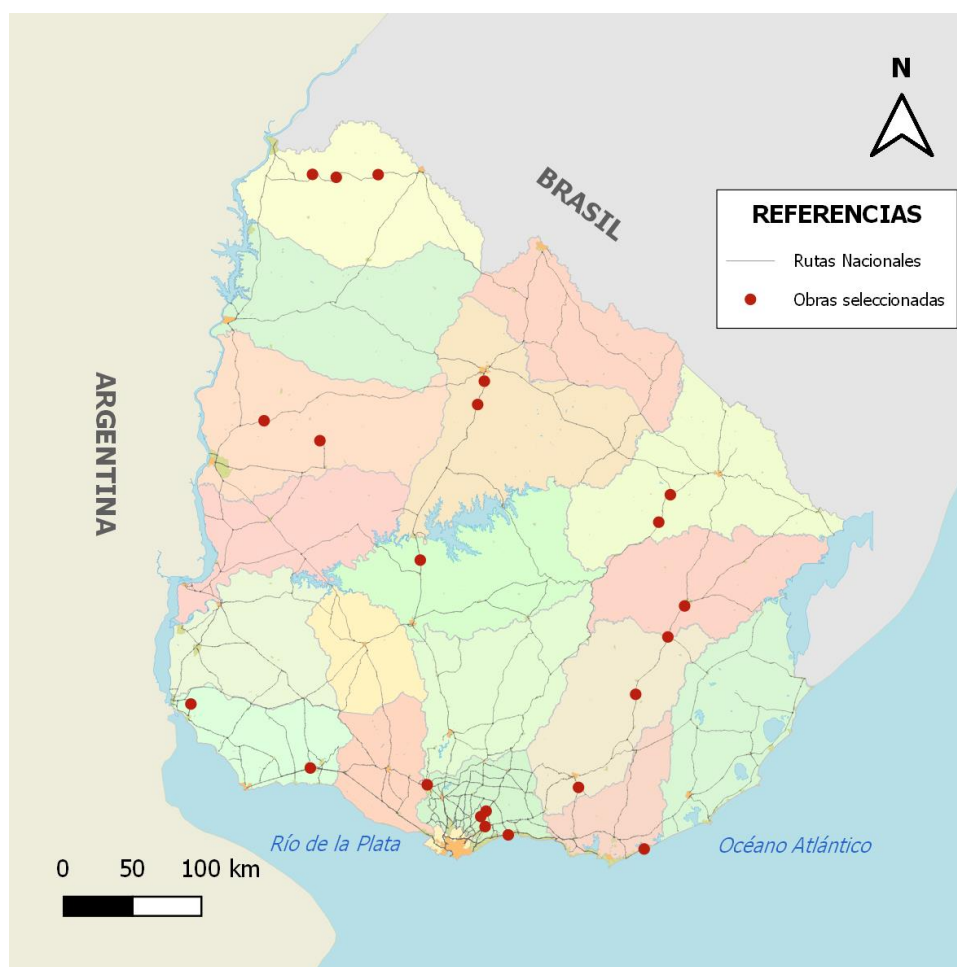 N
BRASIL
REFERENCIAS
Rutas Nacionales
Obras seleccionadas
ARGENTINA
Río de la Plata
Océano Atlántico
0 50 100 km